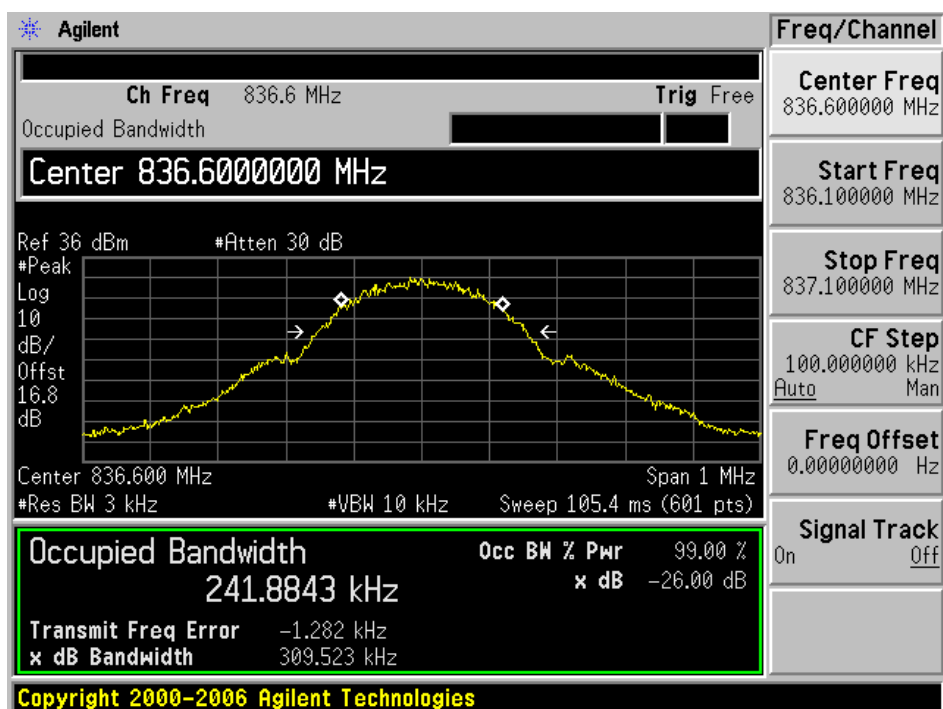 Agilent
Freq/Channel
Ch Freq 836.6 MHz Trig Free
Occupied Bandwidth
Center 836.6000000 MHz
Ref 36 dBm #Atten 30 dB
#Peak
Log
10
dB/
Offst
16.8
dB
Center 836.600 MHz Span 1 MHz
#Res BW 3 kHz #VBW 10 kHz Sweep 105.4 ms (601 pts)
Occupied Bandwidth Occ BW % Pwr 99.00 %
241.8843 kHz x dB -26.00 dB
Transmit Freq Error -1.282 kHz
x dB Bandwidth 309.523 kHz
Copyright 2000-2006 Agilent Technologies
Center Freq
836.600000 MHz
Start Freq
836.100000 MHz
Stop Freq
837.100000 MHz
CF Step
100.000000 kHz
Auto Man
Freq Offset
0.00000000 Hz
Signal Track
On Off